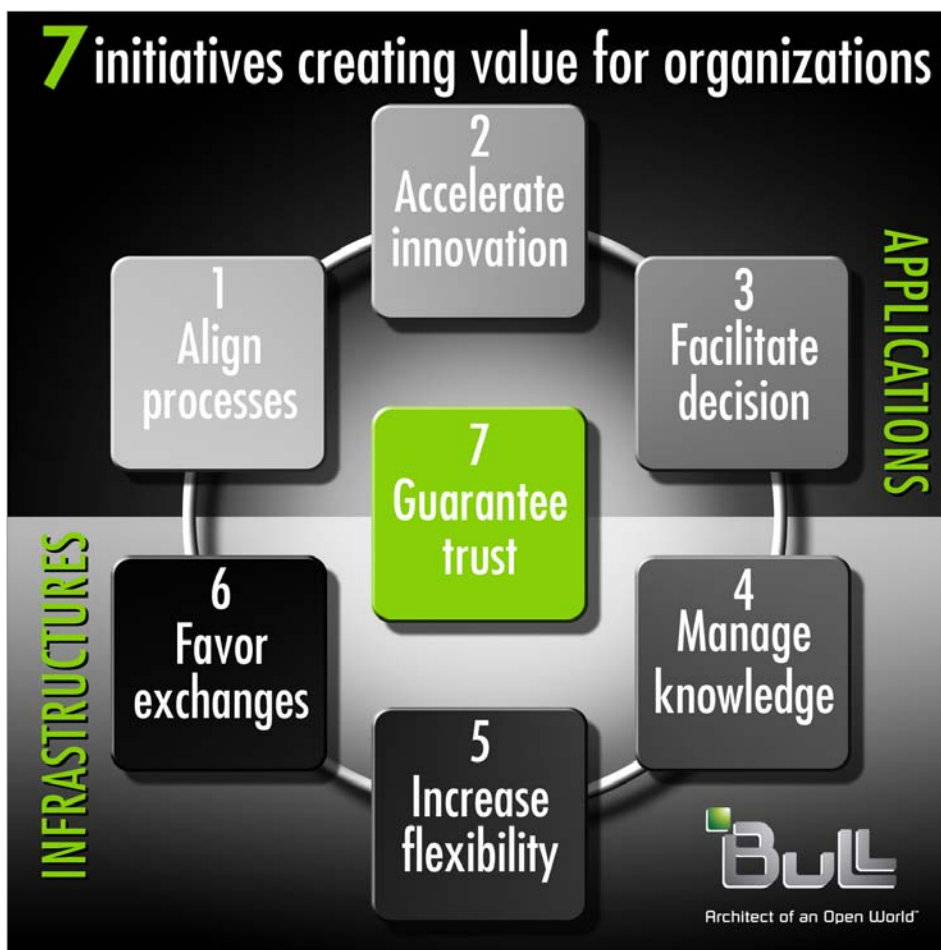 7 initiatives creating value for organizations
1
Align
processes
2
Accelerate
innovation
3
Facilitate
decision
4
Manage
knowledge
5
Increase
flexibility
6
Favor
exchanges
7
Guarantee
trust
APPLICATIONS
INFRASTRUCTURES
Bull
Architect of an Open World™